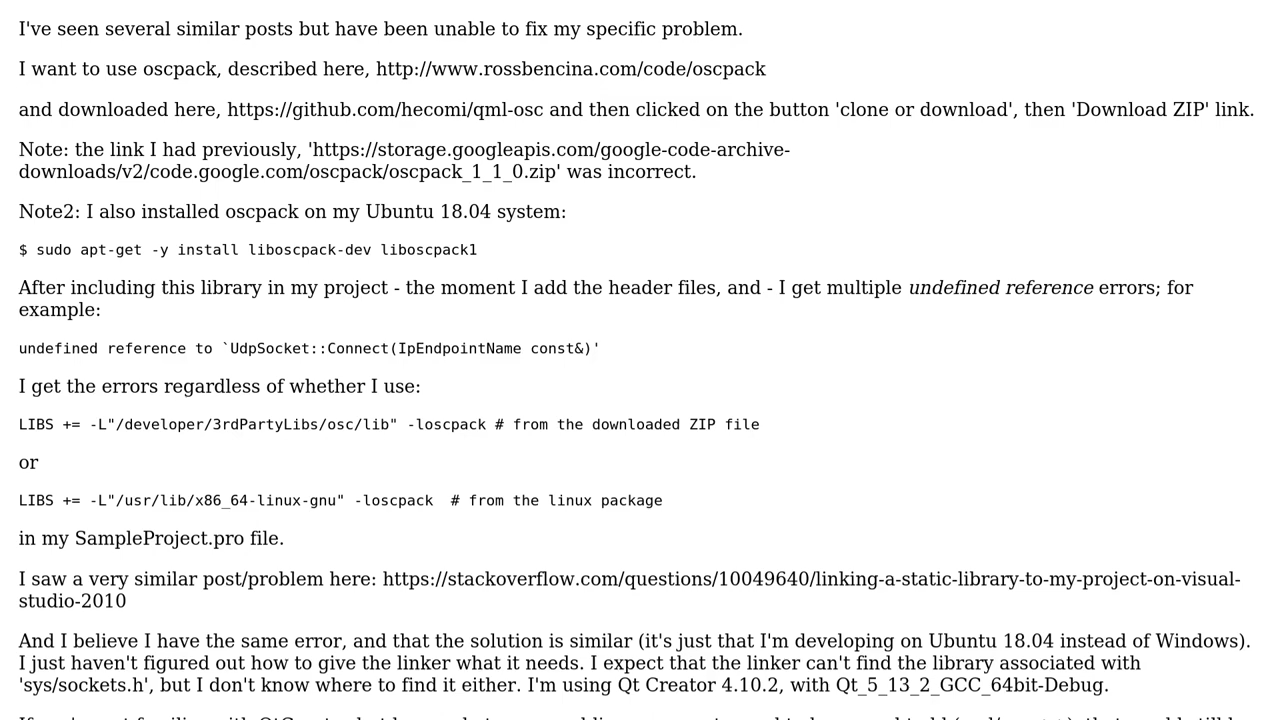 I've seen several similar posts but have been unable to fix my specific problem.
I want to use oscpack, described here, http://www.rossbencina.com/code/oscpack
and downloaded here, https://github.com/hecomi/qml-osc and then clicked on the button 'clone or download', then 'Download ZIP' link.
Note: the link I had previously, 'https://storage.googleapis.com/google-code-archive-
downloads/v2/code.google.com/oscpack/oscpack_1_1_0.zip' was incorrect.
Note2: I also installed oscpack on my Ubuntu 18.04 system:
$ sudo apt-get -y install liboscpack-dev liboscpack1
After including this library in my project - the moment I add the header files, and - I get multiple undefined reference errors; for
example:
undefined reference to `UdpSocket::Connect(IpEndpointName const&)'
I get the errors regardless of whether I use:
LIBS += -L"/developer/3rdPartyLibs/osc/lib" -loscpack # from the downloaded ZIP file
or
LIBS += -L"/usr/lib/x86_64-linux-gnu" -loscpack  # from the linux package
in my SampleProject.pro file.
I saw a very similar post/problem here: https://stackoverflow.com/questions/10049640/linking-a-static-library-to-my-project-on-visual-
studio-2010
And I believe I have the same error, and that the solution is similar (it's just that I'm developing on Ubuntu 18.04 instead of Windows).
I just haven't figured out how to give the linker what it needs. I expect that the linker can't find the library associated with
'sys/sockets.h', but I don't know where to find it either. I'm using Qt Creator 4.10.2, with Qt_5_13_2_GCC_64bit-Debug.